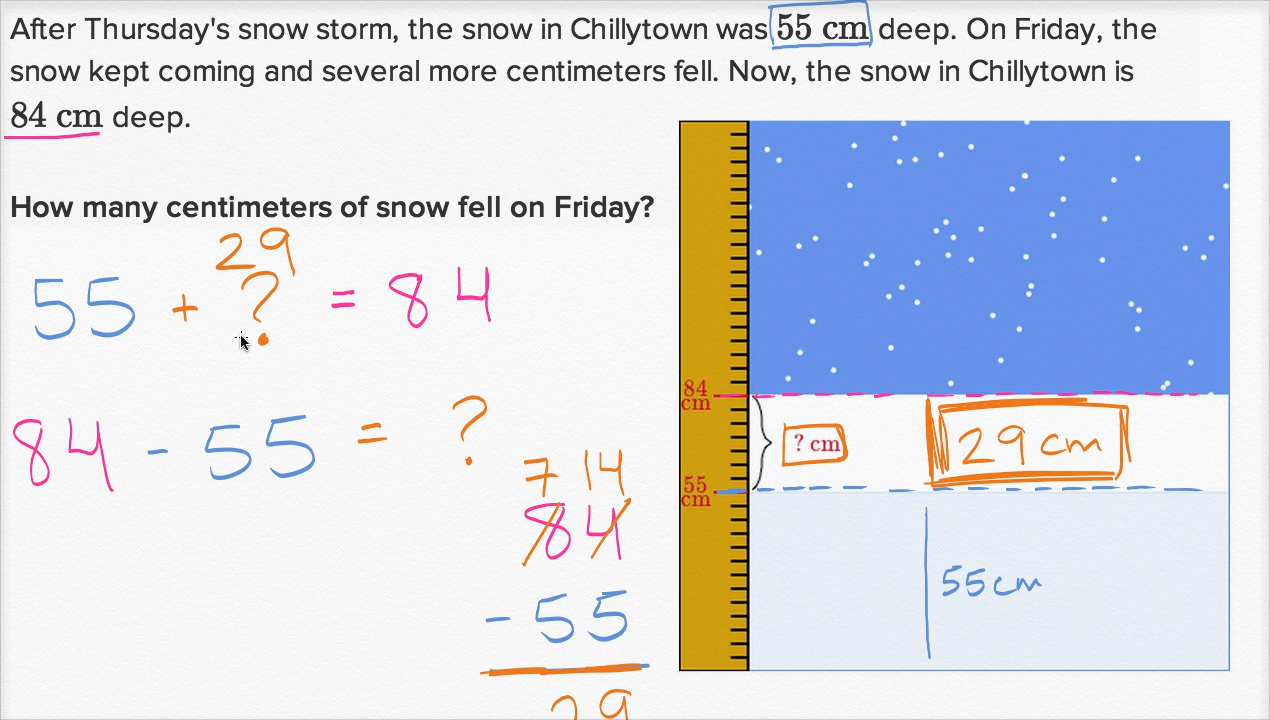 After Thursday's snow storm, the snow in Chillytown was 55 cm deep. On Friday, the
snow kept coming and several more centimeters fell. Now, the snow in Chillytown is
84 cm deep.
How many centimeters of snow fell on Friday?
29
55 + ? = 84
84 - 55 = ?
7 14
84
- 55
29
84
cm
? cm
29 cm
55
cm
55 cm